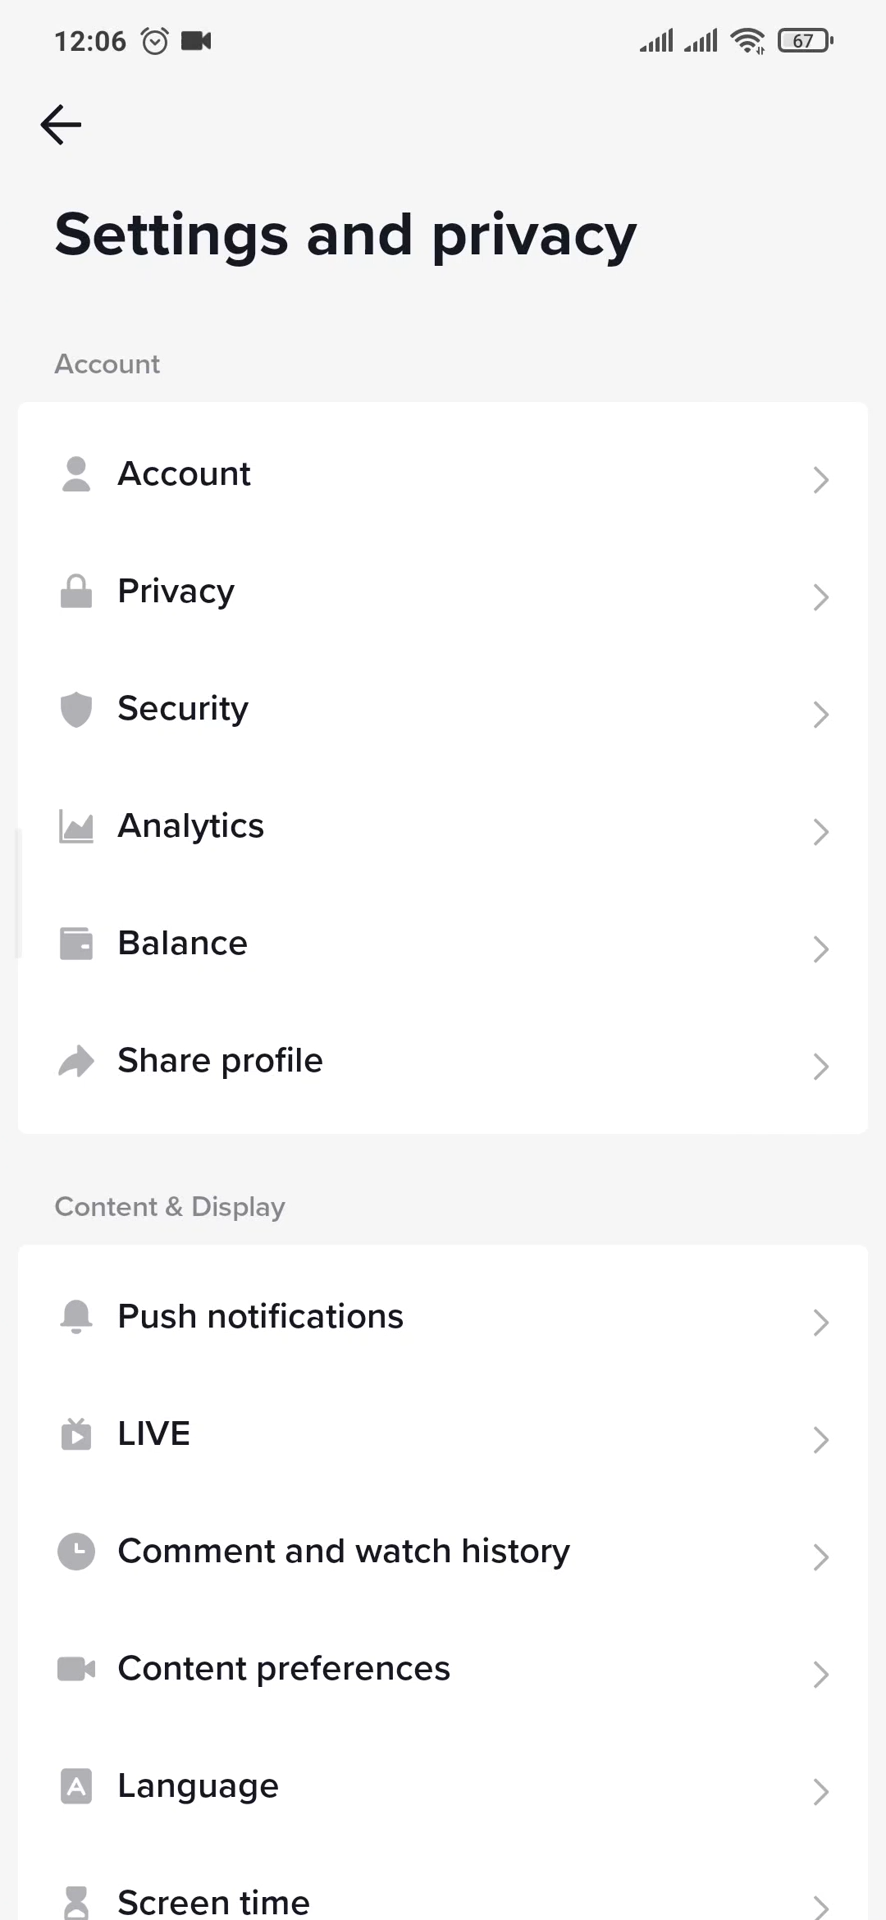 12:06
67
Settings and privacy
Account
Account
Privacy
Security
Analytics
Balance
Share profile
Content & Display
Push notifications
LIVE
Comment and watch history
Content preferences
A Language
Screen time